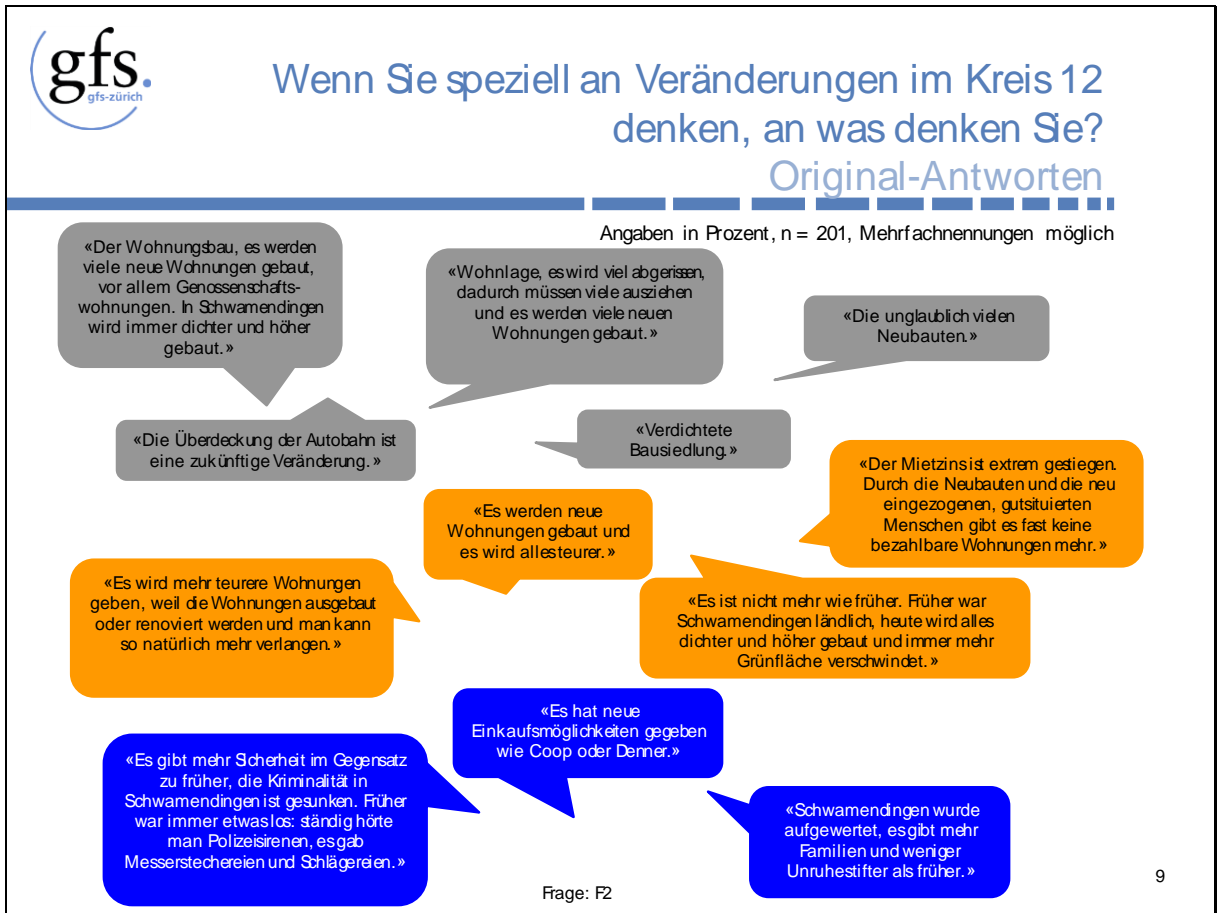 gfs.
gfs-zürich
Wenn Sie speziell an Veränderungen im Kreis 12
denken, an was denken Sie?
Original-Antworten
Angaben in Prozent, n = 201, Mehrfachnennungen möglich
«Der Wohnungsbau, es werden
viele neue Wohnungen gebaut,
vor allem Genossenschafts-
wohnungen. In Schwamendingen
wird immer dichter und höher
gebaut.»
«Wohnlage, es wird viel abgerissen,
dadurch müssen viele ausziehen
und es werden viele neuen
Wohnungen gebaut.»
«Die unglaublich vielen
Neubauten.»
«Die Überdeckung der Autobahn ist
eine zukünftige Veränderung.»
«Verdichtete
Bausiedlung.»
«Der Mietzins ist extrem gestiegen.
Durch die Neubauten und die neu
eingezogenen, gutsituierten
Menschen gibt es fast keine
bezahlbare Wohnungen mehr.»
«Es werden neue
Wohnungen gebaut und
es wird alles teurer.»
«Es wird mehr teurere Wohnungen
geben, weil die Wohnungen ausgebaut
oder renoviert werden und man kann
so natürlich mehr verlangen.»
«Es ist nicht mehr wie früher. Früher war
Schwamendingen ländlich, heute wird alles
dichter und höher gebaut und immer mehr
Grünfläche verschwindet.»
«Es hat neue
Einkaufsmöglichkeiten gegeben
wie Coop oder Denner.»
«Es gibt mehr Sicherheit im Gegensatz
zu früher, die Kriminalität in
Schwamendingen ist gesunken. Früher
war immer etwas los: ständig hörte
man Polizeisirenen, es gab
Messerstechereien und Schlägereien.»
«Schwamendingen wurde
aufgewertet, es gibt mehr
Familien und weniger
Unruhestifter als früher.»
Frage: F2
9